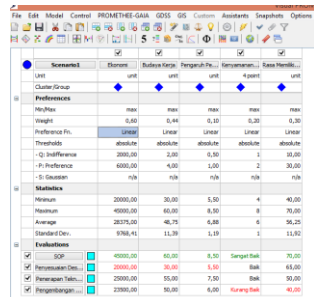 File Edit Model Control PROMETHEE-GAIA GDSS GIS Custom Assistants Snapshots Options
Scenario1 Ekonomi Budaya Kerja Pengaruh Pe... Kenyamanan... Rasa Memiliki...
Unit unit unit unit 4 point unit
Cluster/Group
Preferences
Min/Max max max max max max
Weight 0,60 0,44 0,10 0,20 0,30
Preference Fn. Linear Linear Linear Linear Linear
Thresholds absolute absolute absolute absolute absolute
- Q: Indifference 2000,00 2,00 0,50 1 10,00
- P: Preference 6000,00 4,00 1,00 2 30,00
- S: Gaussian n/a n/a n/a n/a n/a
Statistics
Minimum 20000,00 30,00 5,50 4 40,00
Maximum 45000,00 60,00 8,50 8 70,00
Average 28375,00 48,75 6,88 6 56,25
Standard Dev. 9768,41 11,39 1,19 1 11,92
Evaluations
SOP 45000,00 60,00 8,50 Sangat Baik 70,00
Penyesuaian Des... 20000,00 30,00 5,50 Baik 65,00
Penerapan Tekn... 25000,00 55,00 7,50 Baik 50,00
Pengembangan ... 23500,00 50,00 6,00 Kurang Baik 40,00